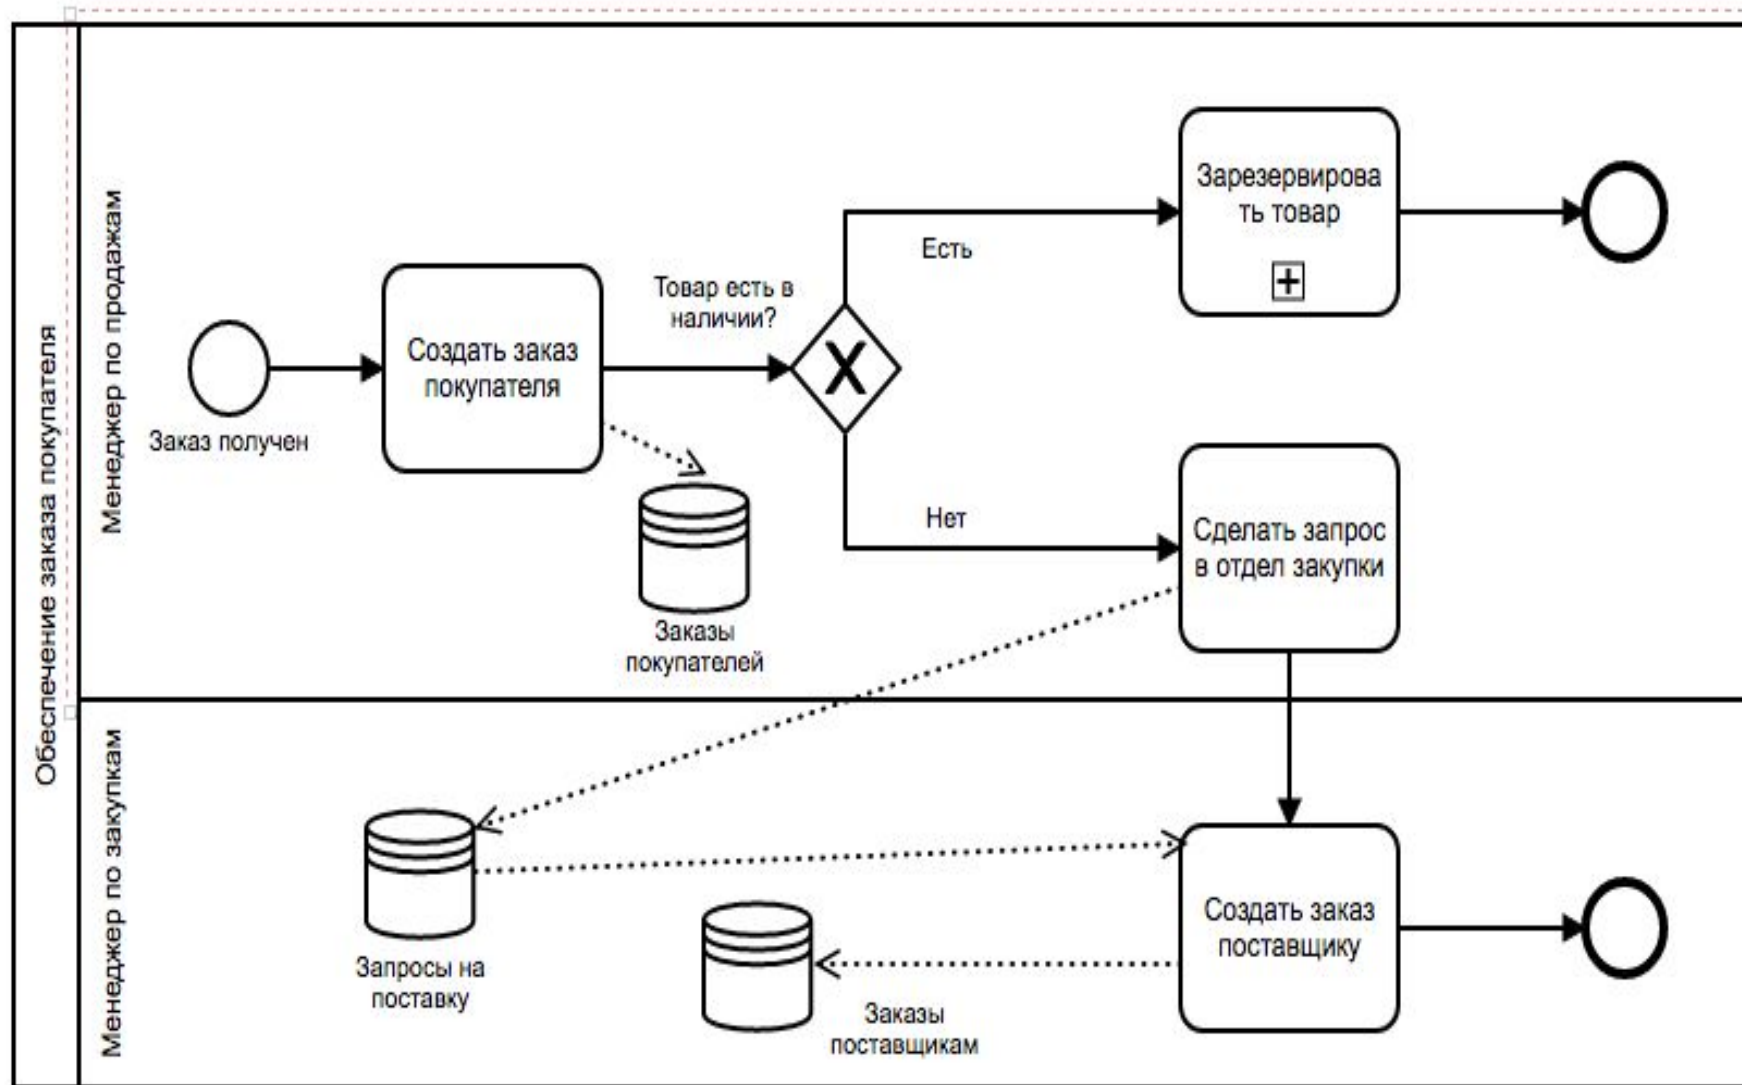 Обеспечение заказа покупателя
Менеджер по продажам
Заказ получен
Создать заказ
покупателя
Заказы
покупателей
Товар есть в
наличии?
X
Есть
Зарезервирова
ть товар
Нет
Сделать запрос
в отдел закупки
Менеджер по закупкам
Запросы на
поставку
Заказы
поставщикам
Создать заказ
поставщику